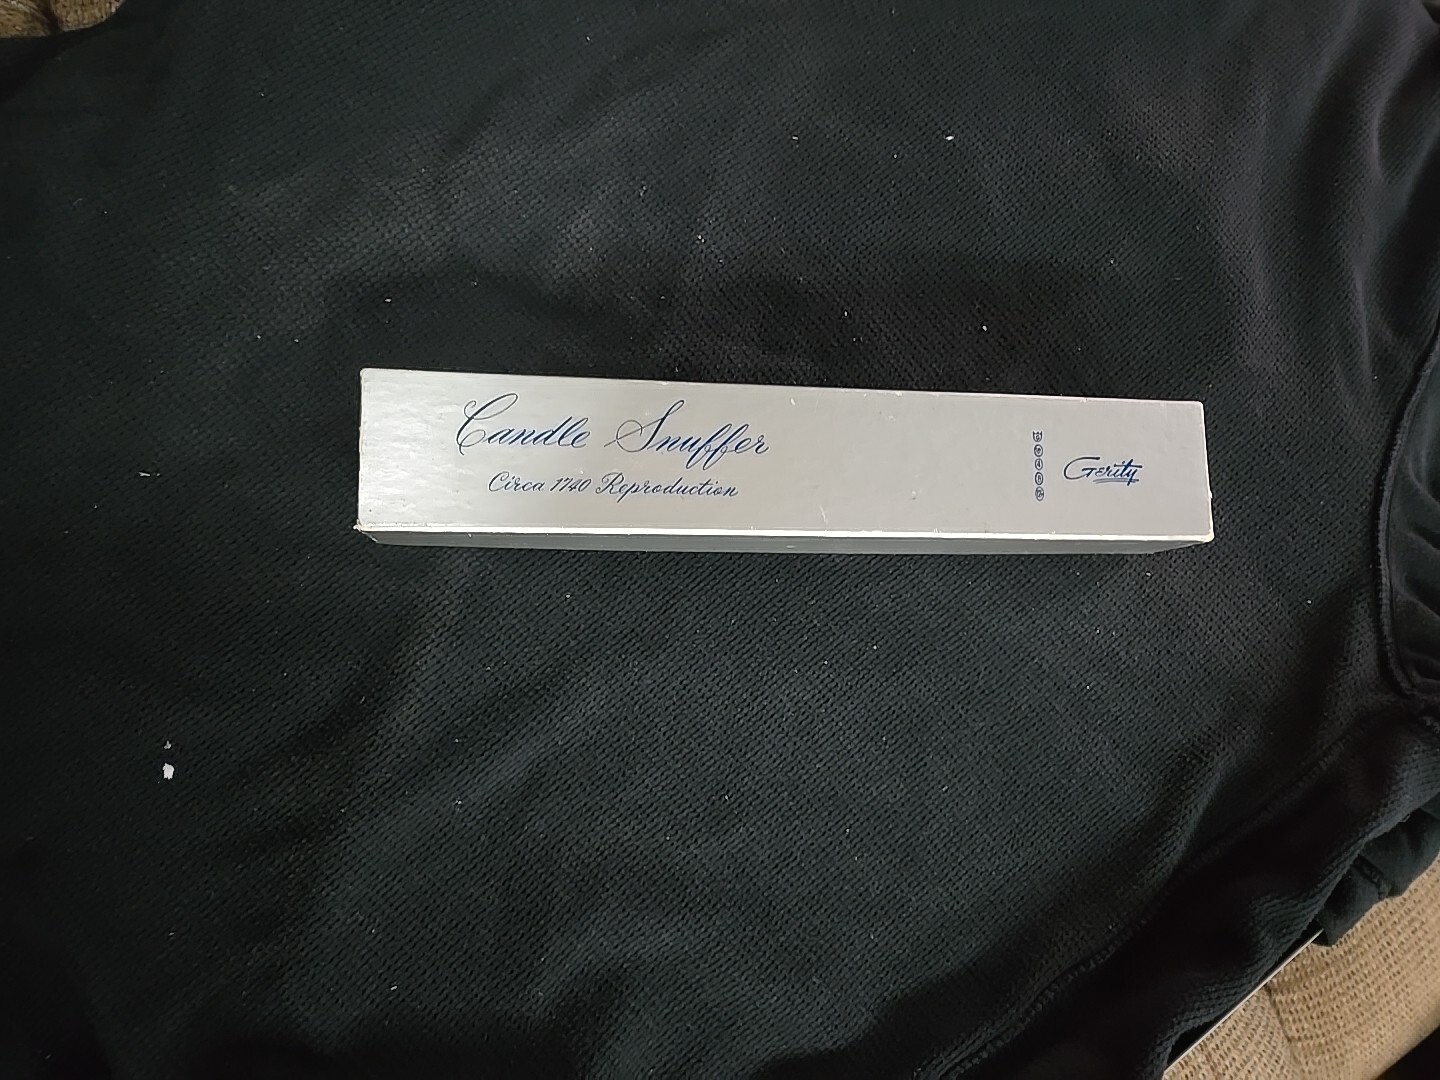 Candle Snuffer
Circa 1740 Reproduction
Gerity